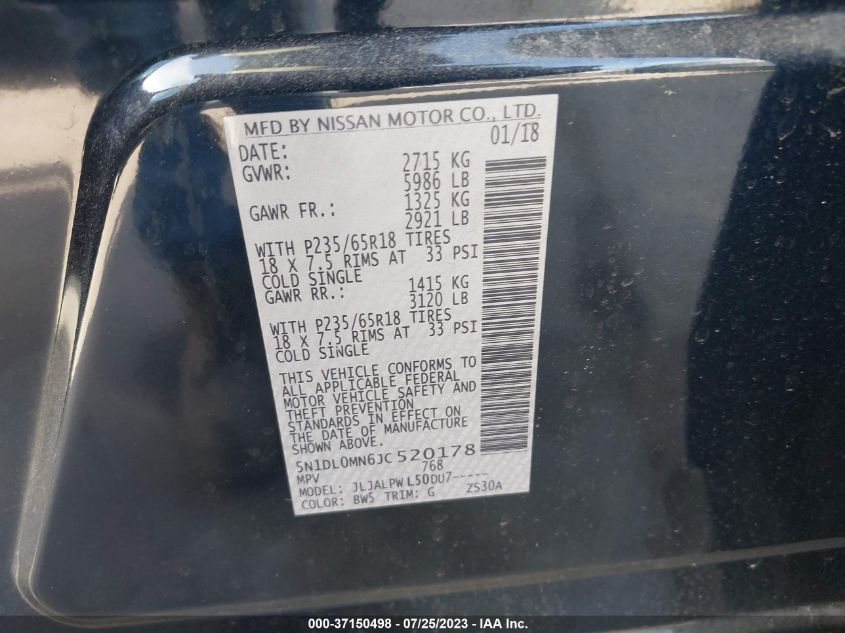 MFD BY NISSAN MOTOR CO., LTD.
DATE: 01/18
GVWR: 2715 KG
5986 LB
GAWR FR.: 1325 KG
2921 LB
WITH P235/65R18 TIRES
18 X 7.5 RIMS AT 33 PSI
COLD SINGLE
GAWR RR.: 1415 KG
3120 LB
WITH P235/65R18 TIRES
18 X 7.5 RIMS AT 33 PSI
COLD SINGLE
THIS VEHICLE CONFORMS TO
ALL APPLICABLE FEDERAL
MOTOR VEHICLE SAFETY AND
THEFT PREVENTION
STANDARDS IN EFFECT ON
THE DATE OF MANUFACTURE
SHOWN ABOVE.
5N1DL0MN6JC520178
MPV 768
MODEL: JLJALPWL50DU7-----
COLOR: BW5 TRIM: G ZS30A
000-37150498 - 07/25/2023 - IAA Inc.